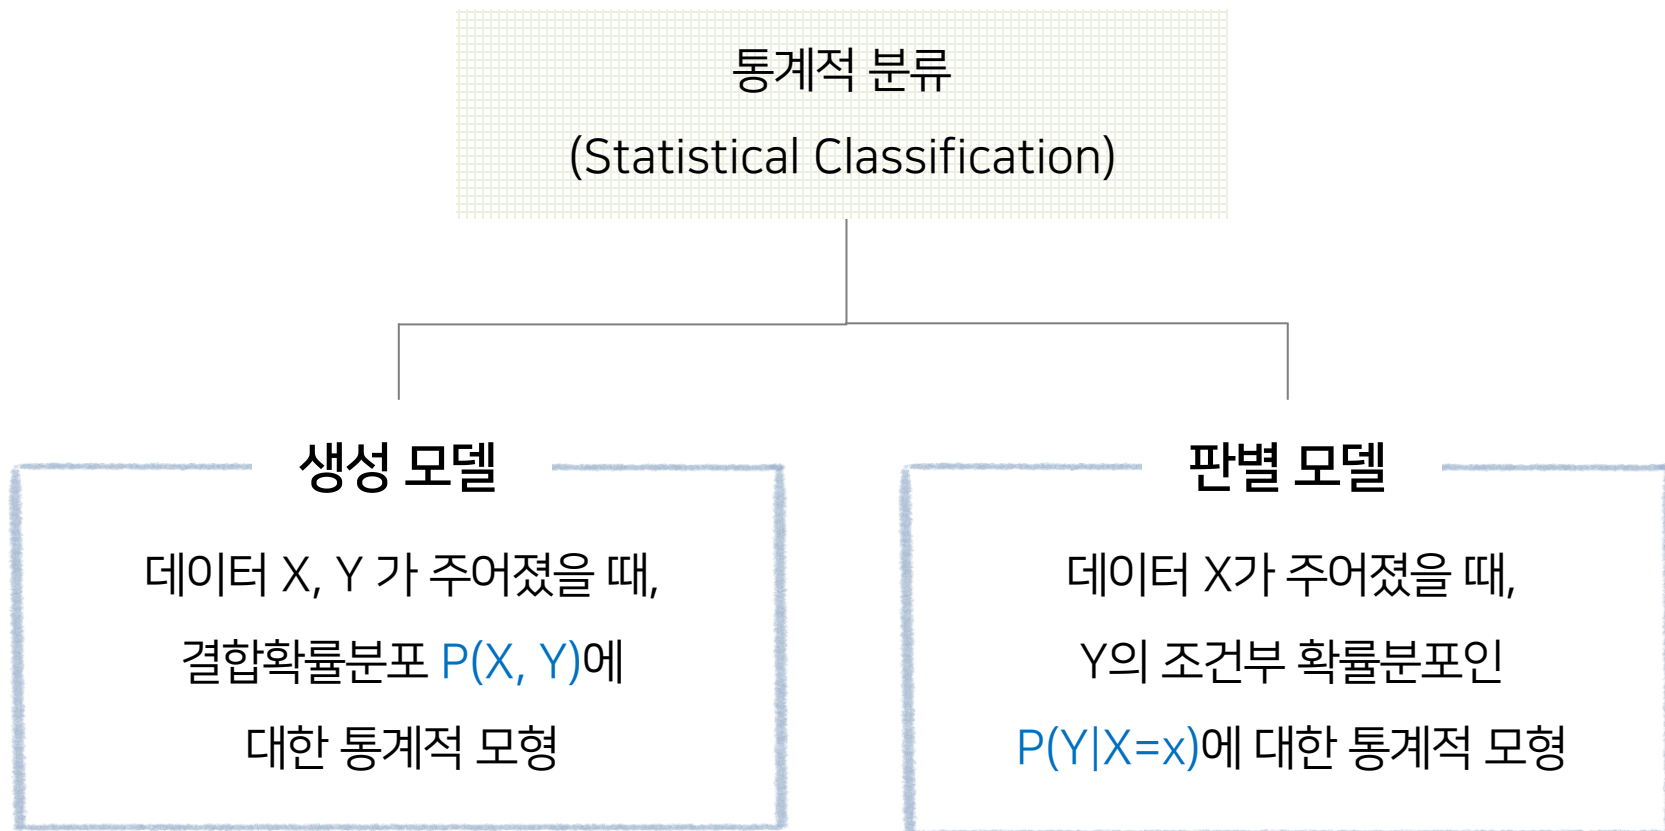 통계적 분류
(Statistical Classification)
생성 모델
데이터 X, Y 가 주어졌을 때,
결합확률분포 P(X, Y)에
대한 통계적 모형
판별 모델
데이터 X가 주어졌을 때,
Y의 조건부 확률분포인
P(Y|X=x)에 대한 통계적 모형